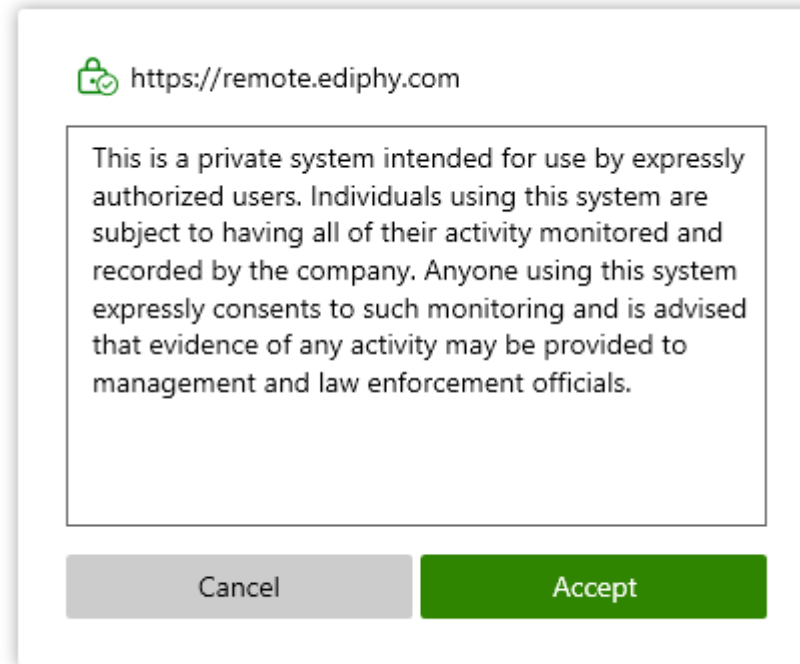 https://remote.ediphy.com
This is a private system intended for use by expressly
authorized users. Individuals using this system are
subject to having all of their activity monitored and
recorded by the company. Anyone using this system
expressly consents to such monitoring and is advised
that evidence of any activity may be provided to
management and law enforcement officials.
Cancel
Accept